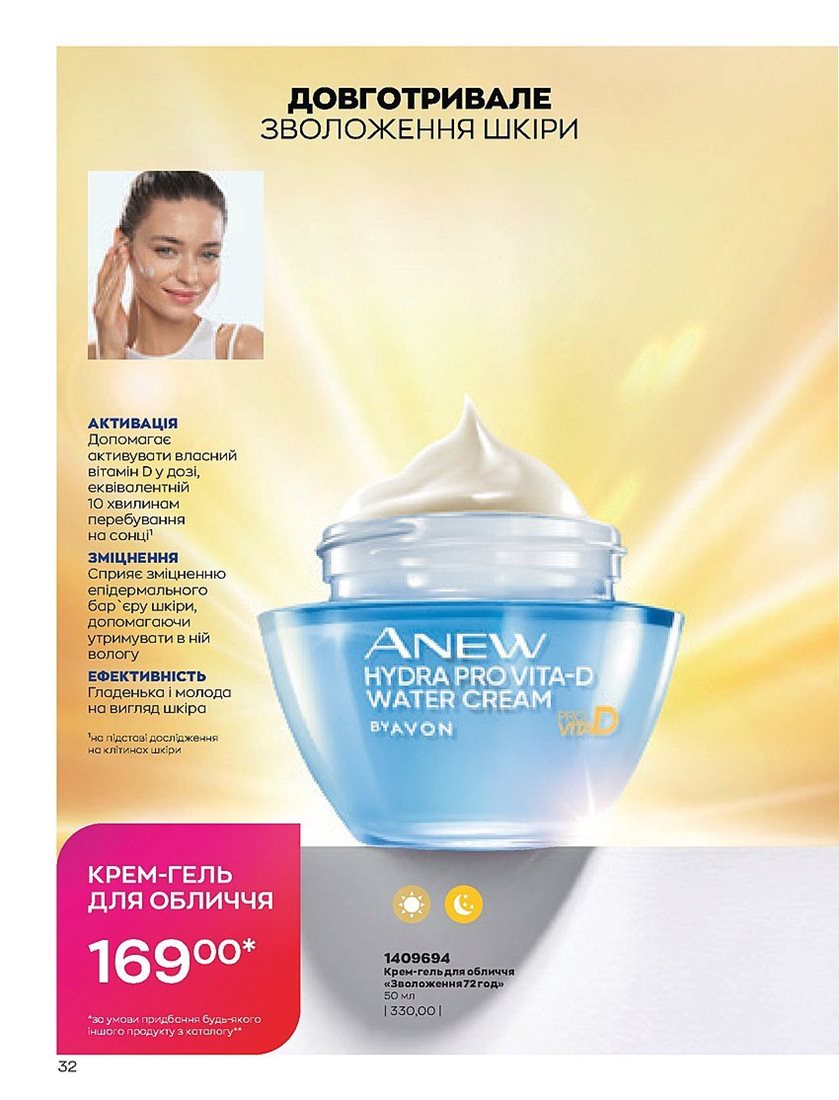 ДОВГОТРИВАЛЕ
ЗВОЛОЖЕННЯ ШКІРИ
АКТИВАЦІЯ
Допомагає
активувати власний
вітамін D у дозі,
еквівалентній
10 хвилинам
перебування
на сонці¹
ЗМІЦНЕННЯ
Сприяє зміцненню
епідермального
бар`єру шкіри,
допомагаючи
утримувати в ній
вологу
ЕФЕКТИВНІСТЬ
Гладенька і молода
на вигляд шкіра
¹на підставі дослідження
на клітинах шкіри
ANEW
HYDRA PRO VITA-D
WATER CREAM
BY AVON
PRO
VITA D
КРЕМ-ГЕЛЬ
ДЛЯ ОБЛИЧЧЯ
169⁰⁰*
*за умови придбання будь-якого
іншого продукту з каталогу**
1409694
Крем-гель для обличчя
«Зволоження 72 год»
50 мл
| 330,00 |
32